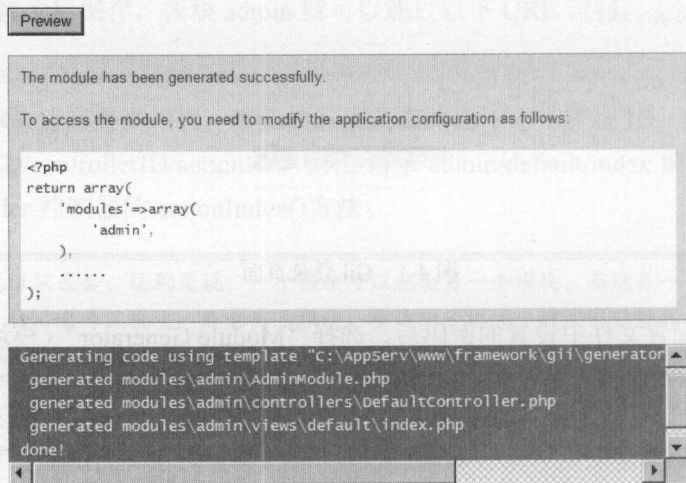 Preview
The module has been generated successfully.
To access the module, you need to modify the application configuration as follows:
<?php
return array(
    'modules'=>array(
        'admin',
    ),
    ......
);
Generating code using template "C:\AppServ\www\framework\gii\generator
generated modules\admin\AdminModule.php
generated modules\admin\controllers\DefaultController.php
generated modules\admin\views\default\index.php
done!